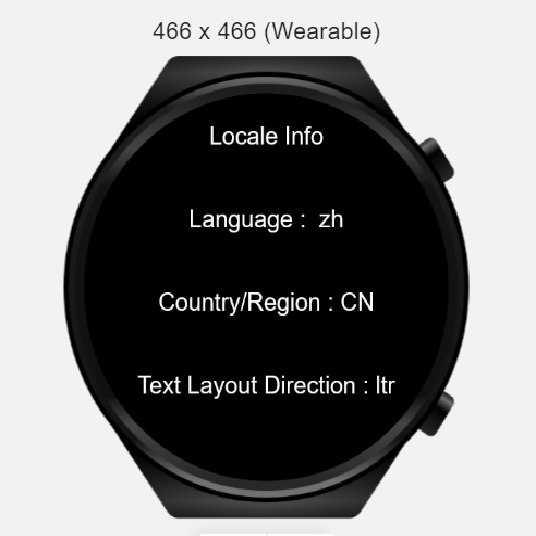 466 x 466 (Wearable)
Locale Info
Language :  zh
Country/Region : CN
Text Layout Direction : ltr